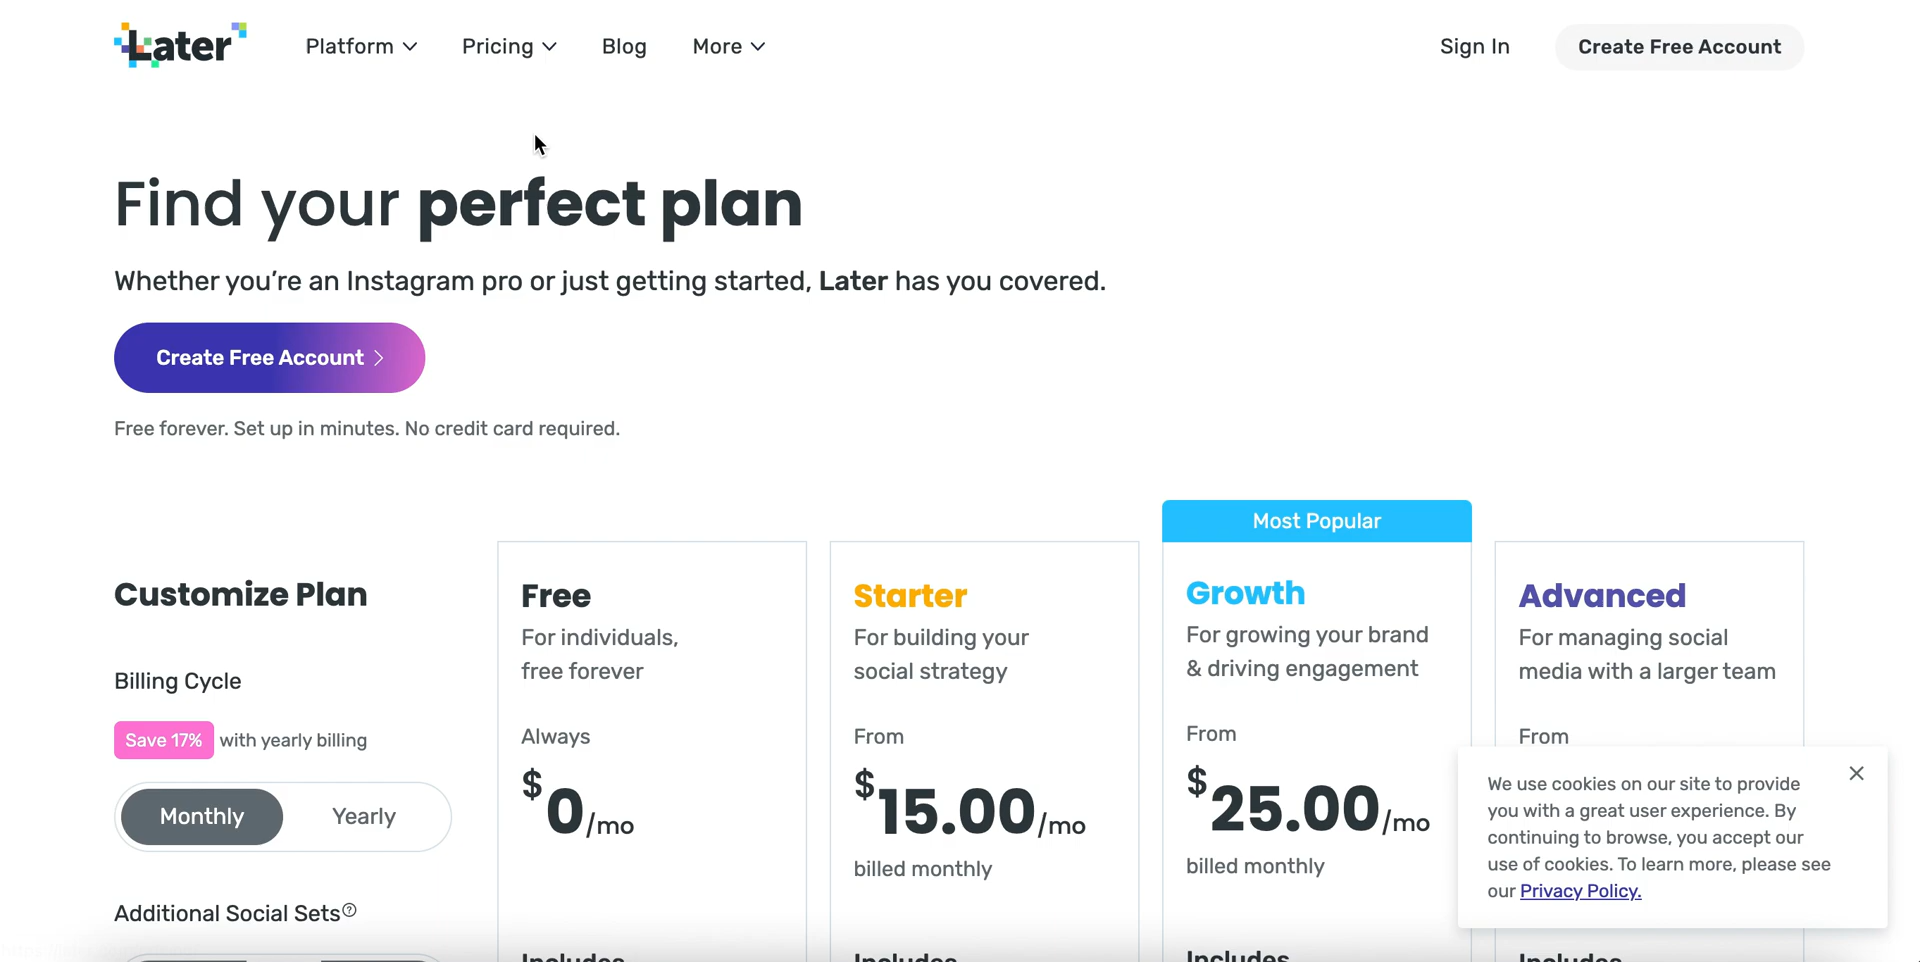 Later
Platform
Pricing
Blog
More
Sign In
Create Free Account
Find your perfect plan
Whether you’re an Instagram pro or just getting started, Later has you covered.
Create Free Account
Free forever. Set up in minutes. No credit card required.
Customize Plan
Billing Cycle
Save 17% with yearly billing
Monthly
Yearly
Additional Social Sets?
Free
For individuals,
free forever
Always
$0/mo
Includes
Starter
For building your
social strategy
From
$15.00/mo
billed monthly
Includes
Most Popular
Growth
For growing your brand
& driving engagement
From
$25.00/mo
billed monthly
Includes
Advanced
For managing social
media with a larger team
From
Includes
We use cookies on our site to provide
you with a great user experience. By
continuing to browse, you accept our
use of cookies. To learn more, please see
our Privacy Policy.